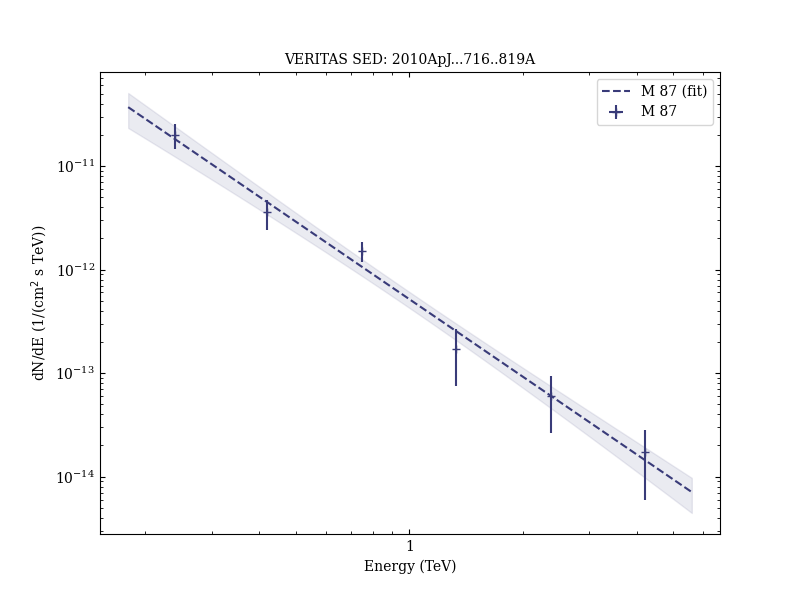 VERITAS SED: 2010ApJ...716..819A
M 87 (fit)
M 87
dN/dE (1/(cm² s TeV))
10⁻¹¹
10⁻¹²
10⁻¹³
10⁻¹⁴
1
Energy (TeV)